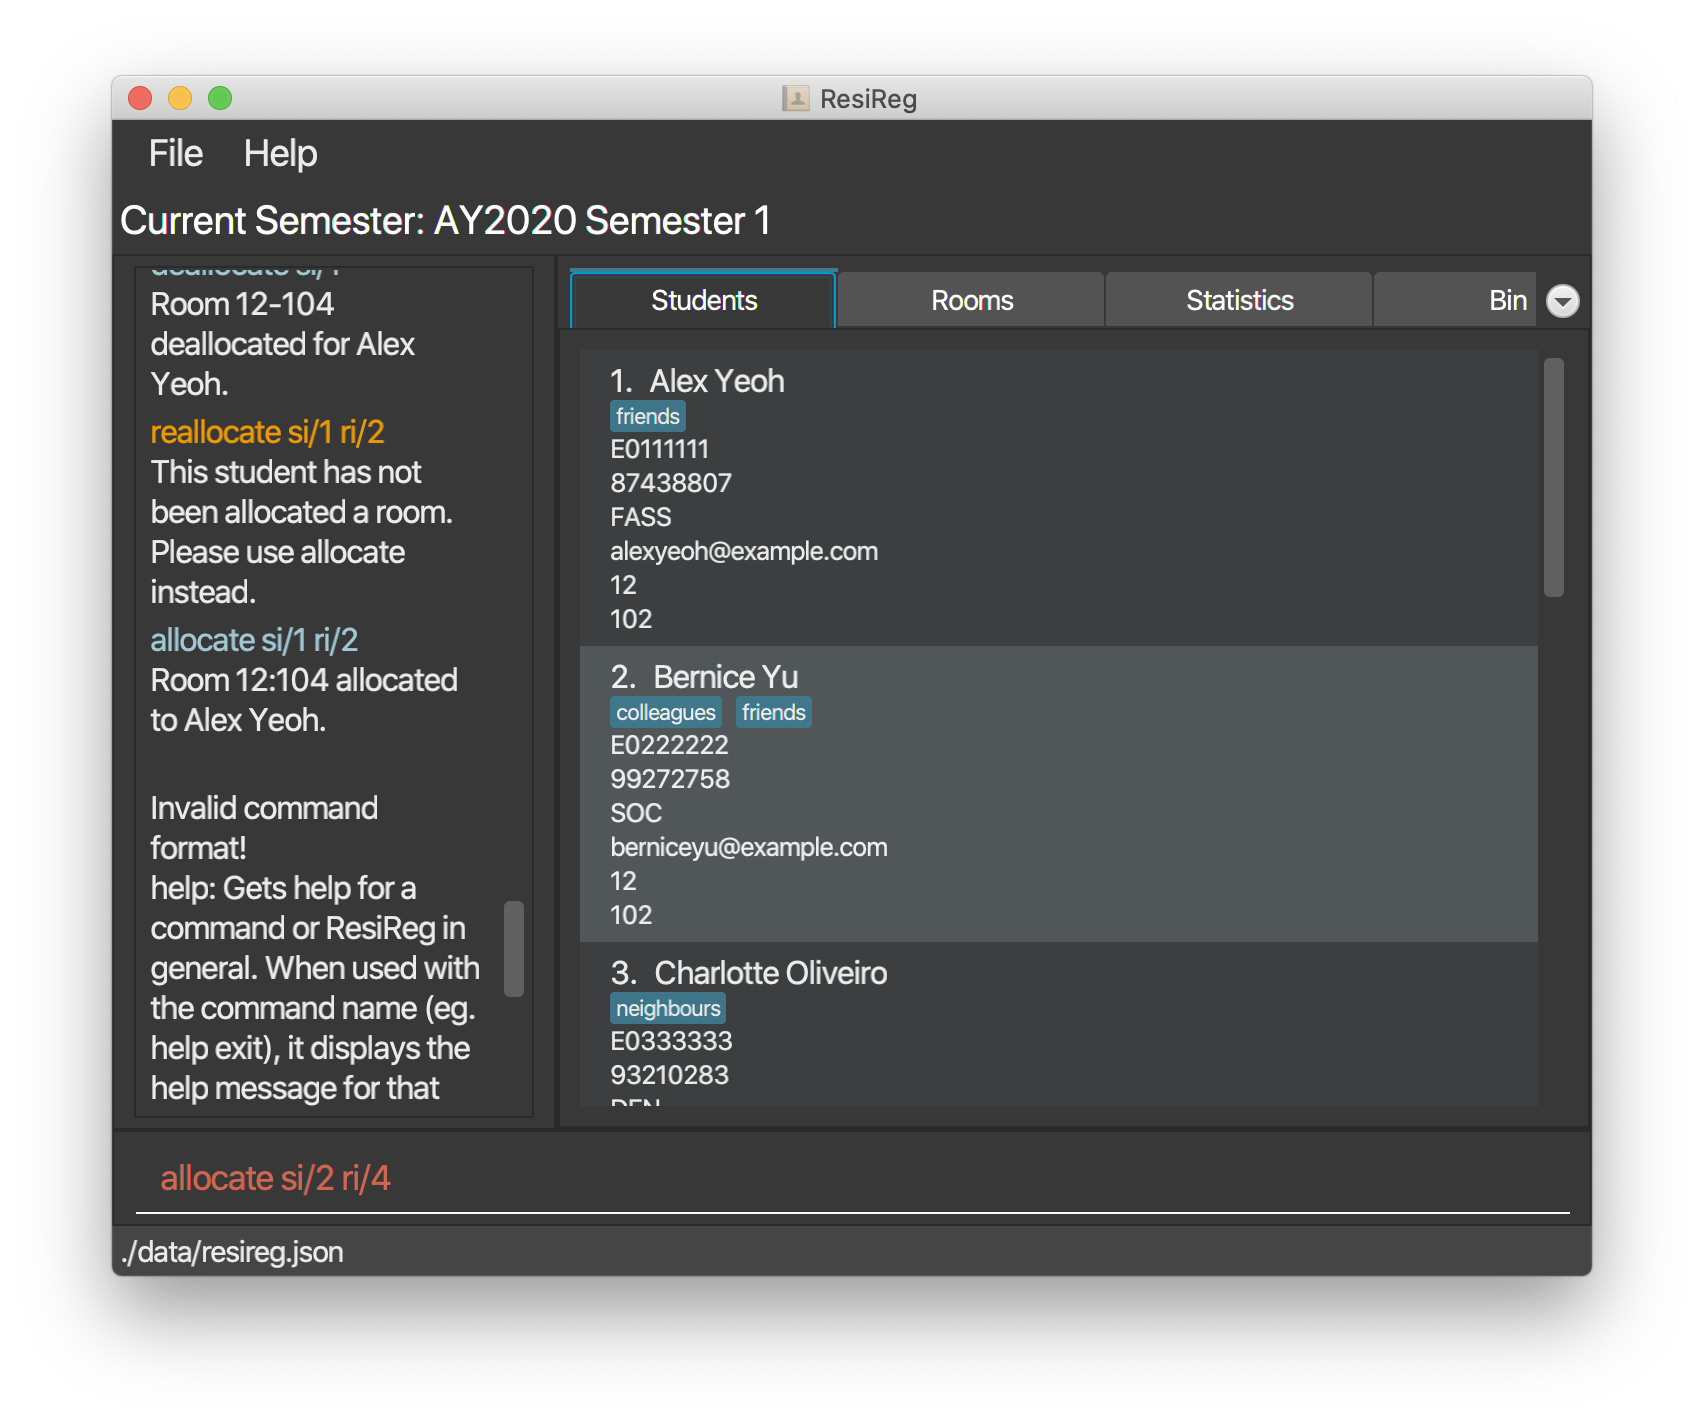 ResiReg
File Help
Current Semester: AY2020 Semester 1
deallocate si/1
Room 12-104
deallocated for Alex
Yeoh.
reallocate si/1 ri/2
This student has not
been allocated a room.
Please use allocate
instead.
allocate si/1 ri/2
Room 12:104 allocated
to Alex Yeoh.
Invalid command
format!
help: Gets help for a
command or ResiReg in
general. When used with
the command name (eg.
help exit), it displays the
help message for that
Students Rooms Statistics Bin
1. Alex Yeoh
friends
E0111111
87438807
FASS
alexyeoh@example.com
12
102
2. Bernice Yu
colleagues friends
E0222222
99272758
SOC
berniceyu@example.com
12
102
3. Charlotte Oliveiro
neighbours
E0333333
93210283
allocate si/2 ri/4
./data/resireg.json